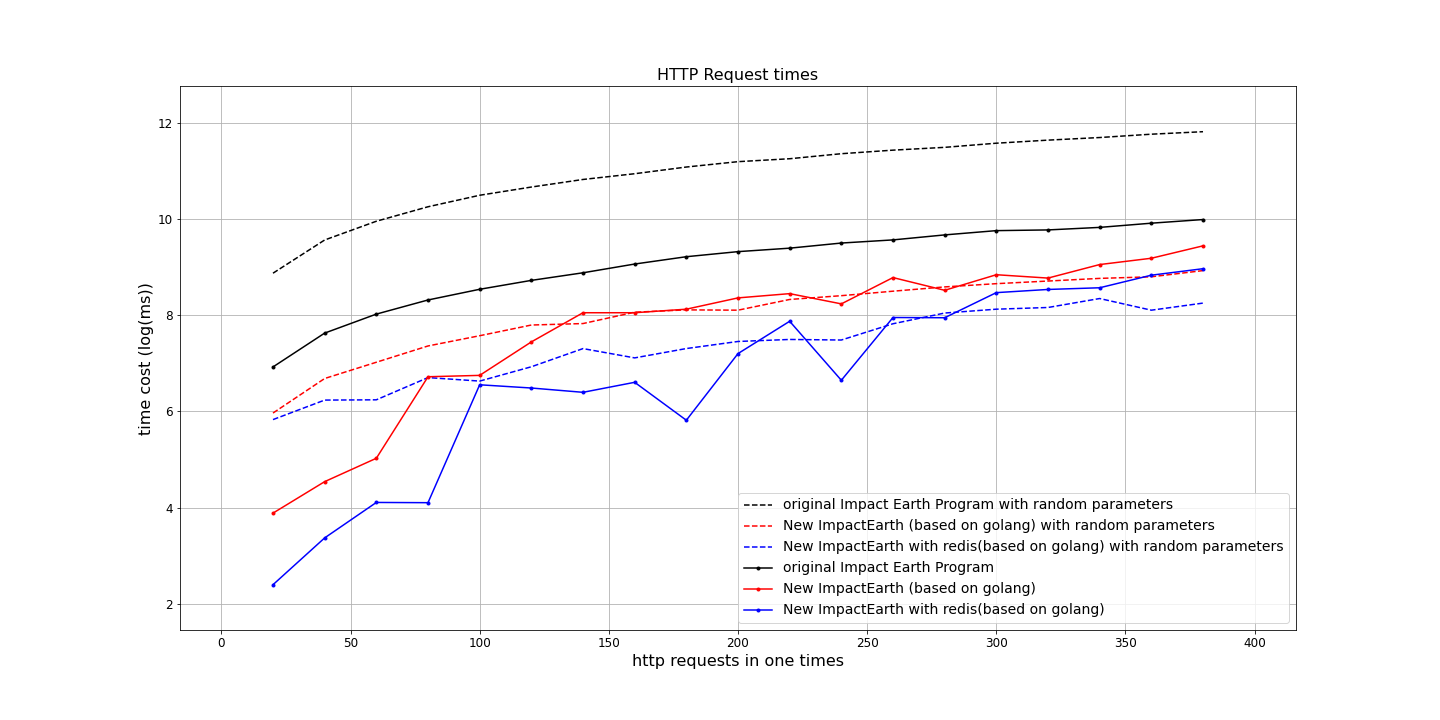 HTTP Request times
time cost (log(ms))
12
10
8
6
4
2
0
50
100
150
200
250
300
350
400
http requests in one times
original Impact Earth Program with random parameters
New ImpactEarth (based on golang) with random parameters
New ImpactEarth with redis(based on golang) with random parameters
original Impact Earth Program
New ImpactEarth (based on golang)
New ImpactEarth with redis(based on golang)